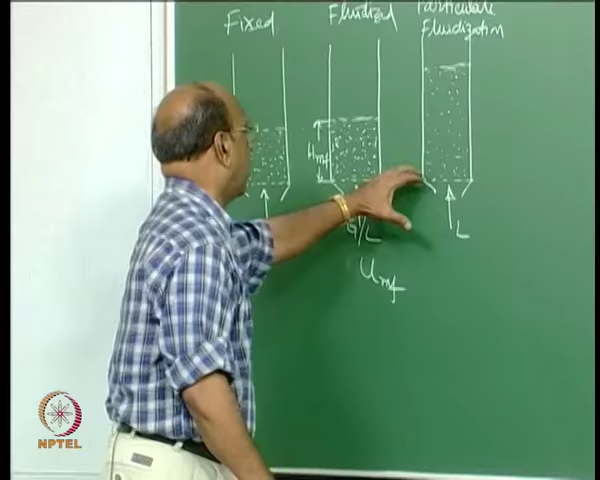 Fixed
Fluidized
Particulate
Fluidization
Hmf
G/L
L
Umf
NPTEL